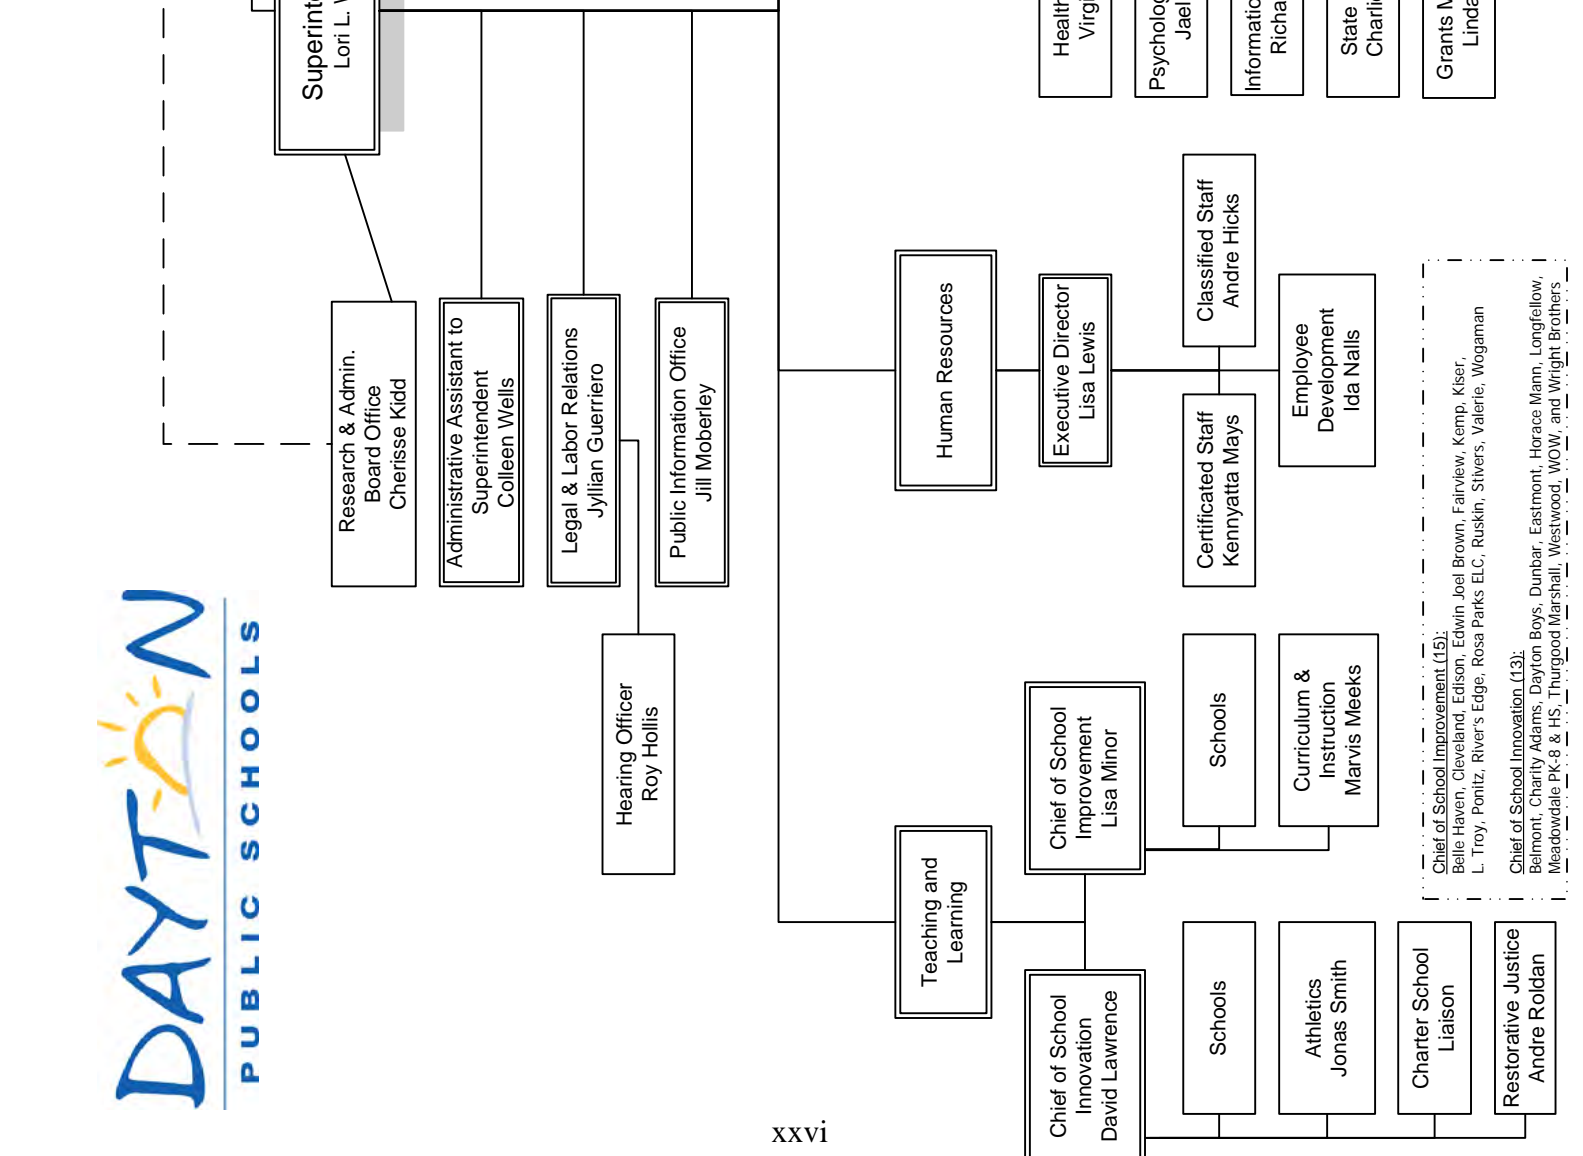 DAYTON
PUBLIC SCHOOLS
Lori L.
Research & Admin.
Board Office
Cherisse Kidd
Administrative Assistant to
Superintendent
Colleen Wells
Legal & Labor Relations
Jyllian Guerriero
Public Information Office
Jill Moberley
Hearing Officer
Roy Hollis
Teaching and
Learning
Chief of School
Innovation
David Lawrence
Schools
Athletics
Jonas Smith
Charter School
Liaison
Restorative Justice
Andre Roldan
Chief of School
Improvement
Lisa Minor
Schools
Curriculum &
Instruction
Marvis Meeks
Human Resources
Executive Director
Lisa Lewis
Certificated Staff
Kennyatta Mays
Classified Staff
Andre Hicks
Employee
Development
Ida Nalls
Health
State
Grants
Linda
Chief of School Improvement (15):
Belle Haven, Cleveland, Edison, Edwin Joel Brown, Fairview, Kemp, Kiser,
L. Troy, Ponitz, River's Edge, Rosa Parks ELC, Ruskin, Stivers, Valerie, Wogaman
Chief of School Innovation (13):
Belmont, Charity Adams, Dayton Boys, Dunbar, Eastmont, Horace Mann, Longfellow,
Meadowdale PK-8 & HS, Thurgood Marshall, Westwood, WOW, and Wright Brothers
xxvi